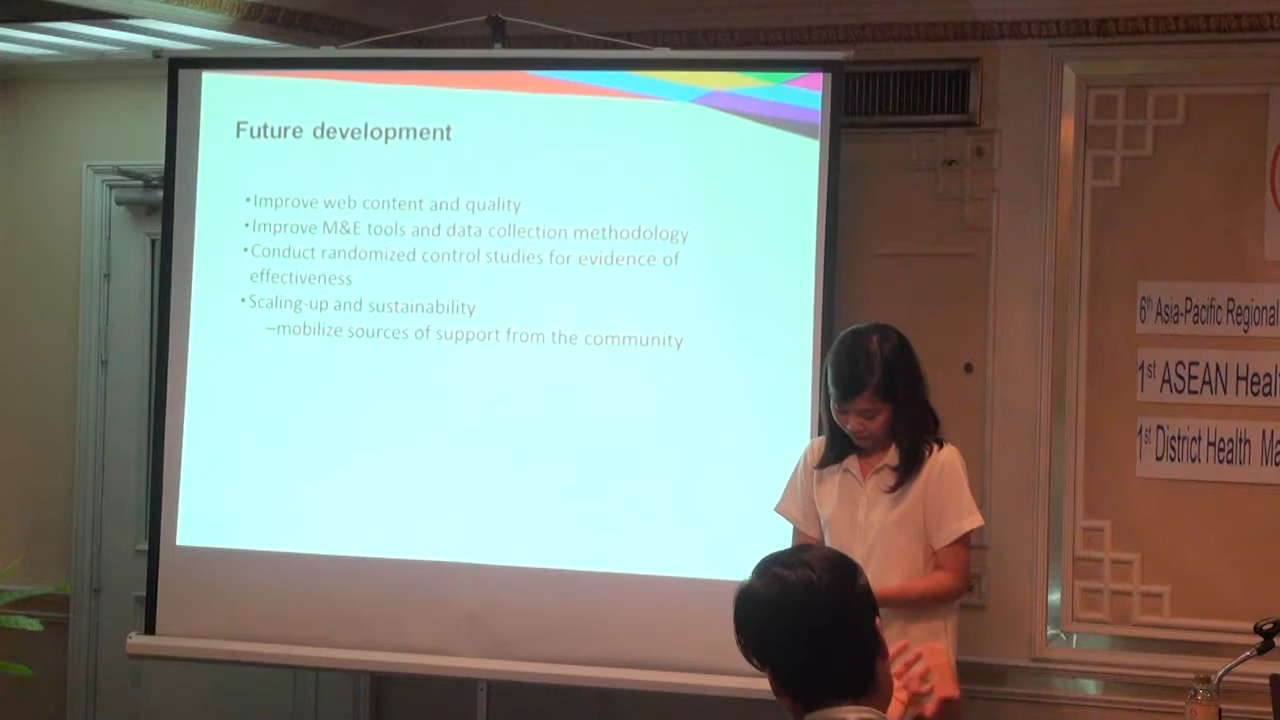 Future development
•Improve web content and quality
•Improve M&E tools and data collection methodology
•Conduct randomized control studies for evidence of
effectiveness
•Scaling-up and sustainability
–mobilize sources of support from the community
6th Asia-Pacific Regional
1st ASEAN Heal
1st District Health Ma